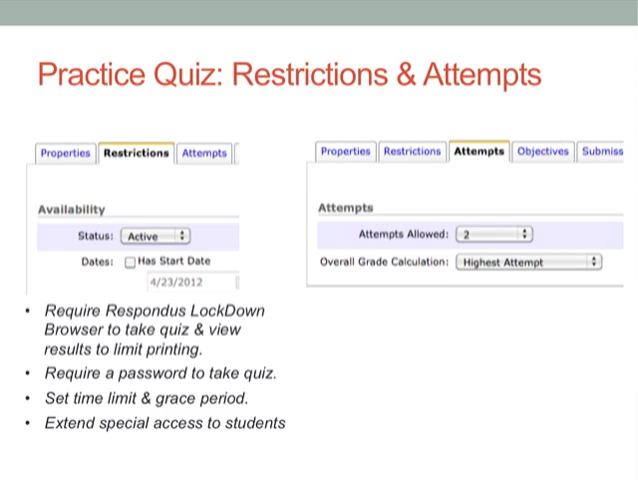 Practice Quiz: Restrictions & Attempts
Properties Restrictions Attempts
Availability
Status: Active
Dates: Has Start Date
4/23/2012
Properties Restrictions Attempts Objectives Submiss
Attempts
Attempts Allowed: 2
Overall Grade Calculation: Highest Attempt
• Require Respondus LockDown
Browser to take quiz & view
results to limit printing.
• Require a password to take quiz.
• Set time limit & grace period.
• Extend special access to students